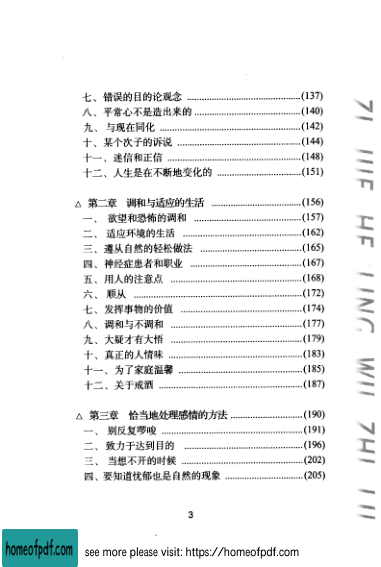 七、错误的目的论观念 ……………………………(137)
八、平常心不是造出来的 …………………………(140)
九、与现在同化 ……………………………………(142)
十、某个次子的诉说 ………………………………(144)
十一、迷信和正信 …………………………………(148)
十二、人生是在不断地变化的 ……………………(151)
△ 第二章 调和与适应的生活 ……………………(156)
一、 欲望和恐怖的调和 …………………………(157)
二、 适应环境的生活 ……………………………(162)
三、遵从自然的轻松做法 …………………………(165)
四、神经症患者和职业 ……………………………(167)
五、用人的注意点 …………………………………(168)
六、 顺从 …………………………………………(172)
七、发挥事物的价值 ………………………………(174)
八、调和与不调和 …………………………………(177)
九、大疑才有大悟 …………………………………(179)
十、真正的人情味 …………………………………(183)
十一、为了家庭温馨 ………………………………(185)
十二、关于戒酒 ……………………………………(187)
△ 第三章 恰当地处理感情的方法 ………………(190)
一、 别反复啰唆 …………………………………(191)
二、 致力于达到目的 ……………………………(196)
三、 当想不开的时候 ……………………………(202)
四、要知道忧郁也是自然的现象 …………………(205)
3
homeofpdf.com
see more please visit: https://homeofpdf.com